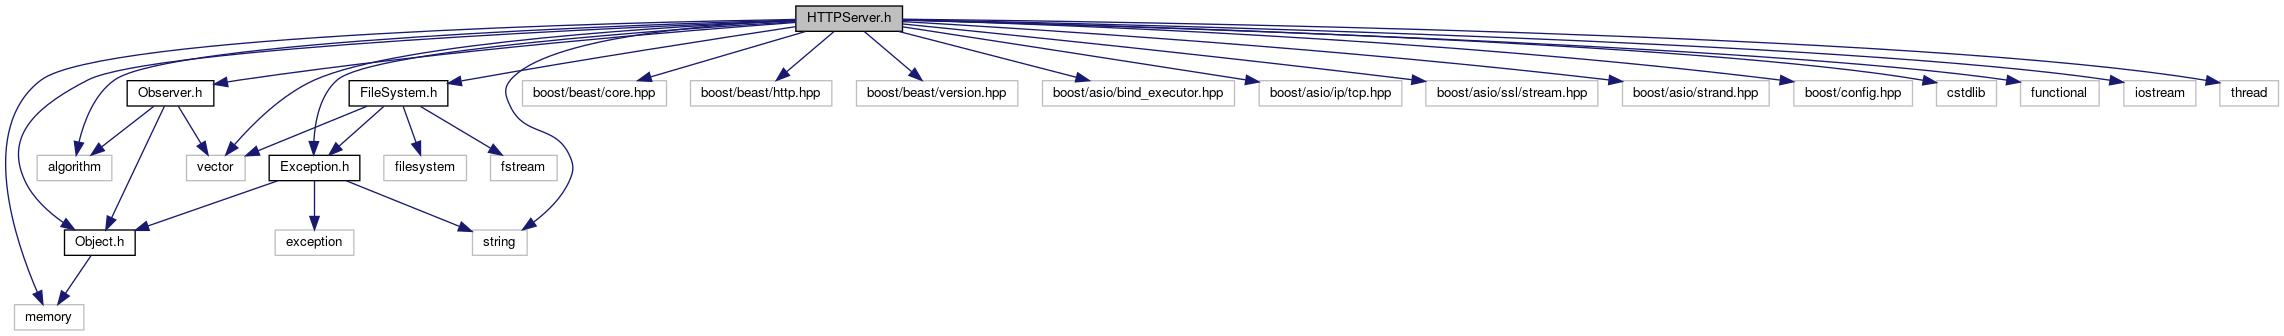 HTTPServer.h
Observer.h
FileSystem.h
boost/beast/core.hpp
boost/beast/http.hpp
boost/beast/version.hpp
boost/asio/bind_executor.hpp
boost/asio/ip/tcp.hpp
boost/asio/ssl/stream.hpp
boost/asio/strand.hpp
boost/config.hpp
cstdlib
functional
iostream
thread
algorithm
vector
Exception.h
filesystem
fstream
Object.h
exception
string
memory